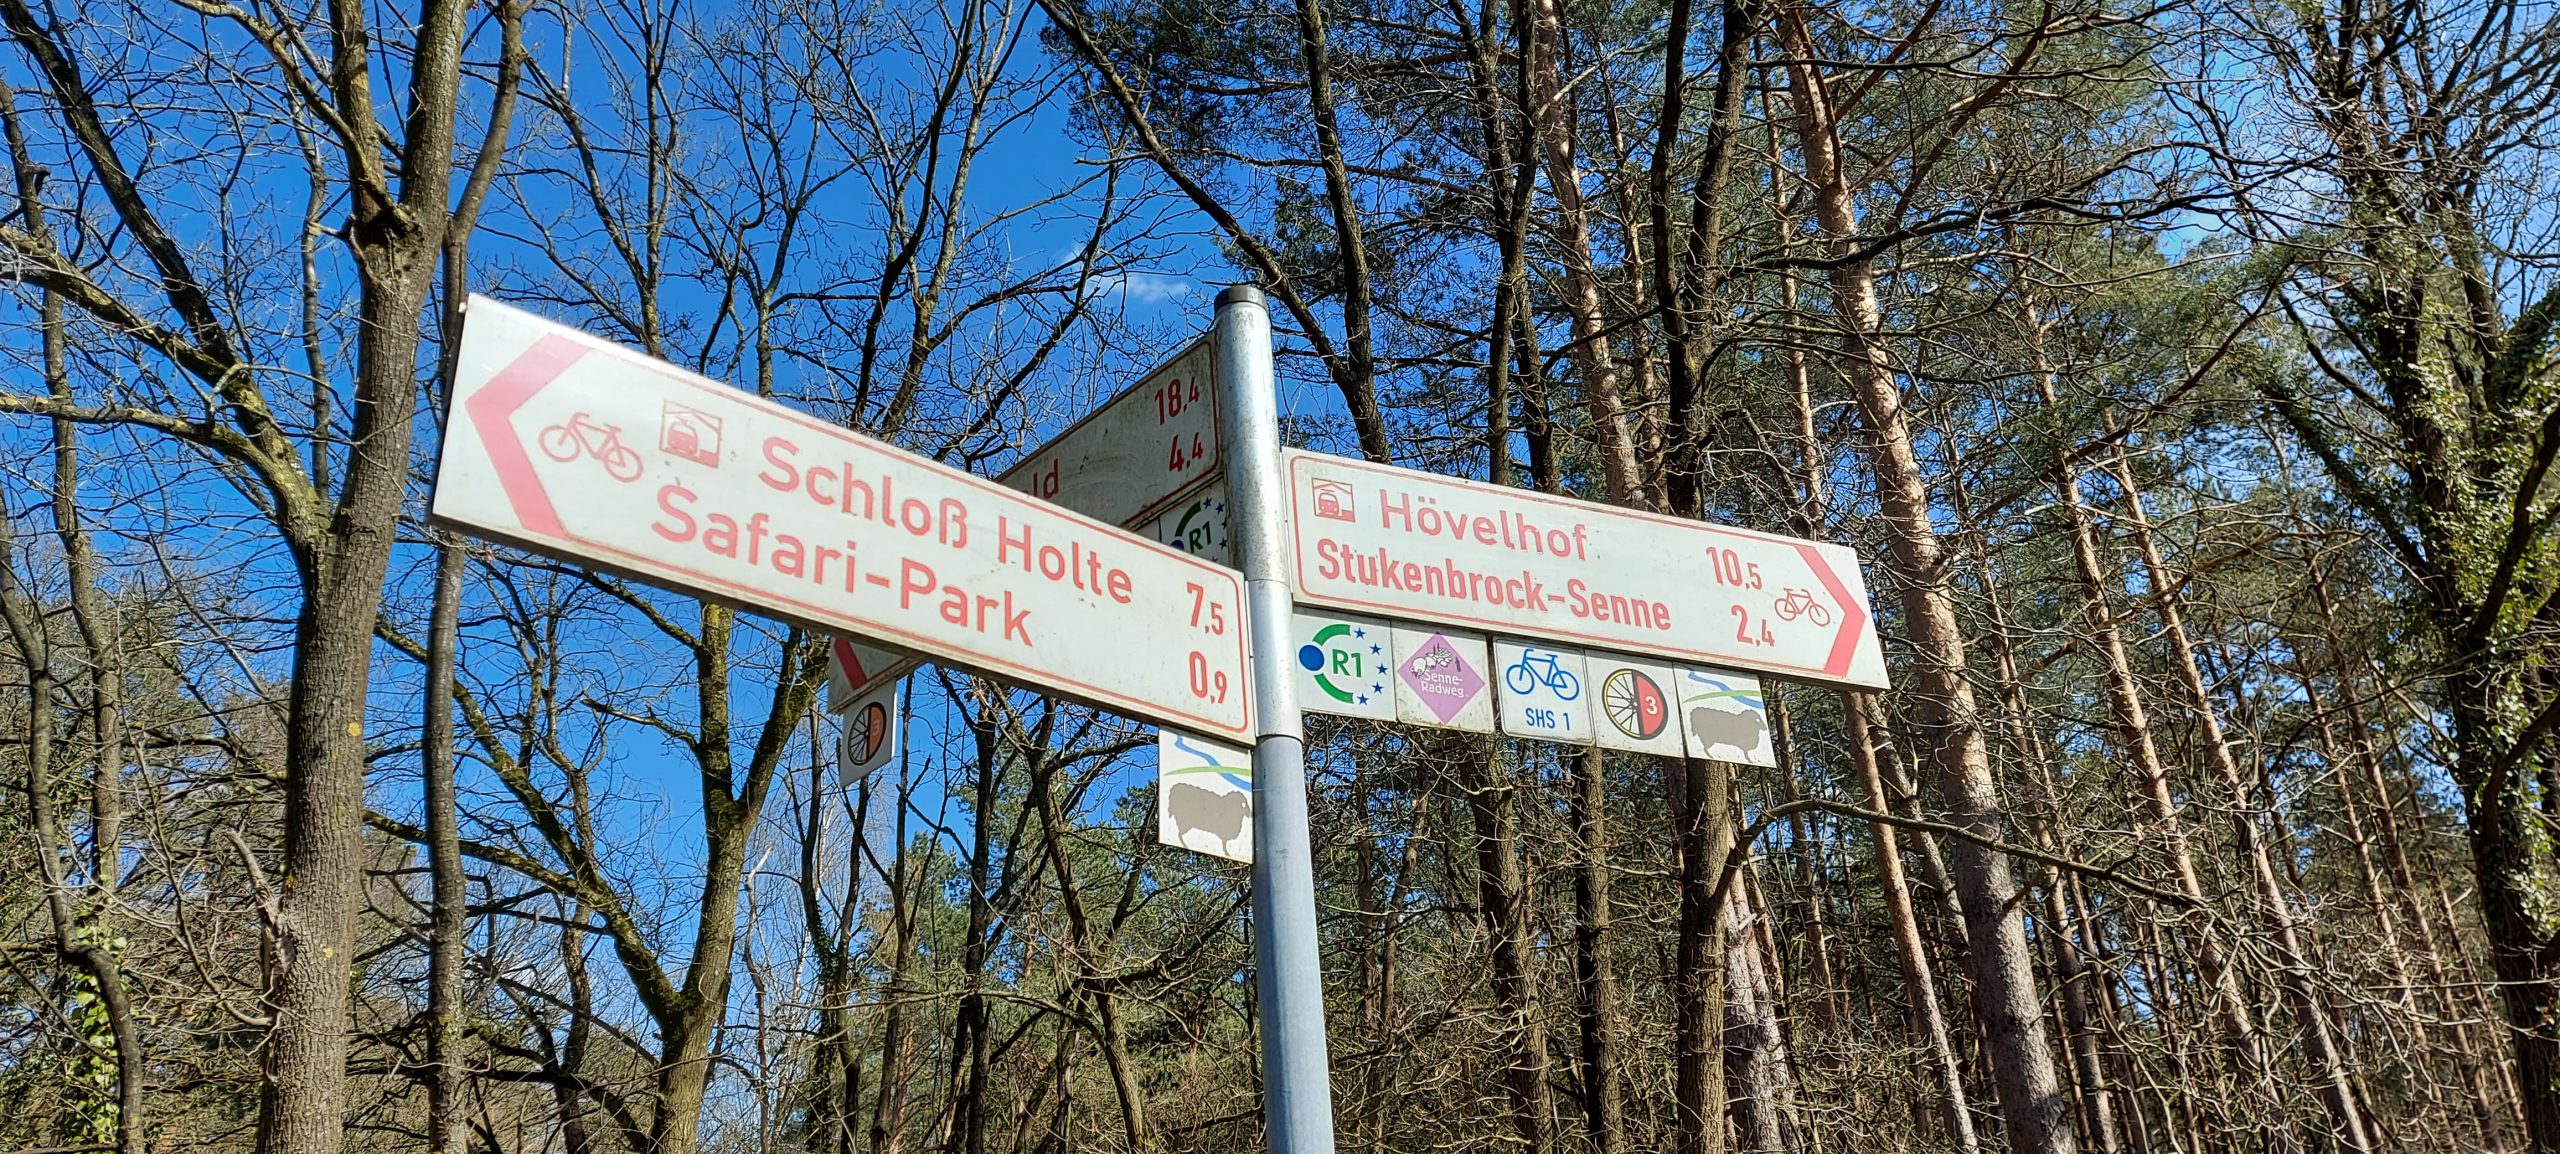 Schloß Holte 7,5
Safari-Park 0,9
18,4
4,4
R1
3
Hövelhof 10,5
Stukenbrock-Senne 2,4
R1
Senne-
Radweg
SHS 1
3